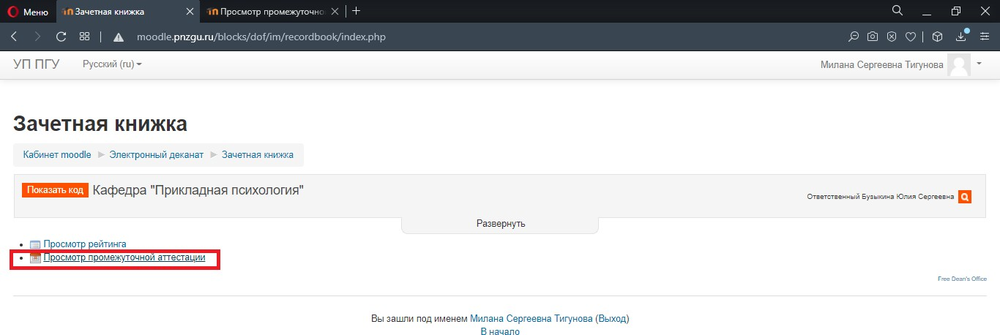 Меню
Зачетная книжка
Просмотр промежуточно
moodle.pnzgu.ru/blocks/dof/im/recordbook/index.php
УП ПГУ
Русский (ru)
Милана Сергеевна Тигунова
Зачетная книжка
Кабинет moodle
Электронный деканат
Зачетная книжка
Показать код
Кафедра "Прикладная психология"
Ответственный Бузыкина Юлия Сергеевна
Развернуть
Просмотр рейтинга
Просмотр промежуточной аттестации
Free Dean's Office
Вы зашли под именем Милана Сергеевна Тигунова (Выход)
В начало